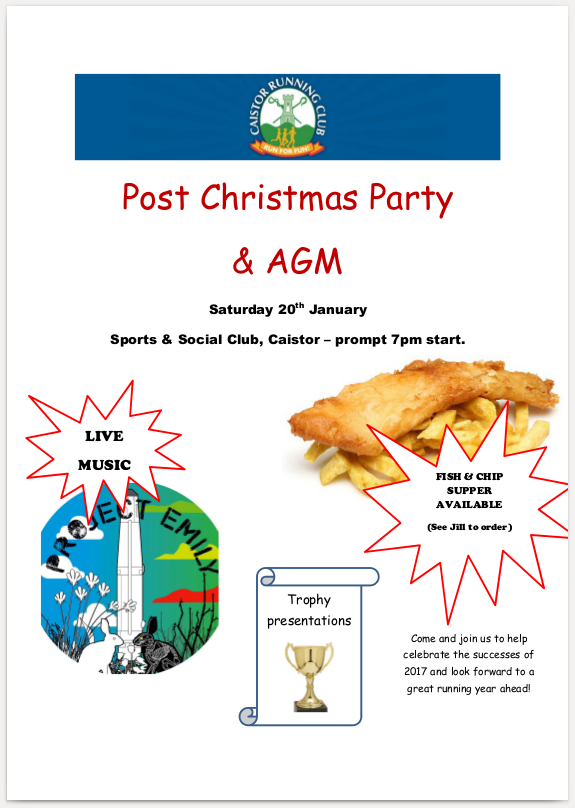 CAISTOR RUNNING CLUB
RUN FOR FUN!
Post Christmas Party
& AGM
Saturday 20th January
Sports & Social Club, Caistor – prompt 7pm start.
LIVE
MUSIC
PROJECT EMILY
FISH & CHIP
SUPPER
AVAILABLE
(See Jill to order)
Trophy
presentations
Come and join us to help
celebrate the successes of
2017 and look forward to a
great running year ahead!